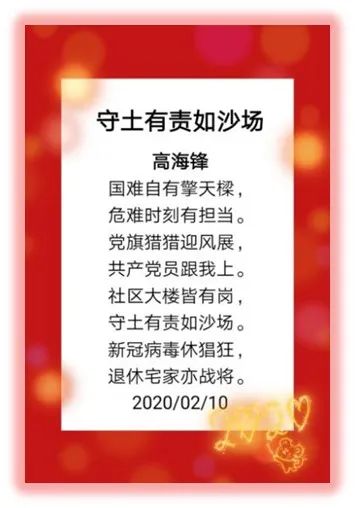 守土有责如沙场
高海锋
国难自有擎天樑，
危难时刻有担当。
党旗猎猎迎风展，
共产党员跟我上。
社区大楼皆有岗，
守土有责如沙场。
新冠病毒休猖狂，
退休宅家亦战将。
2020/02/10
2020